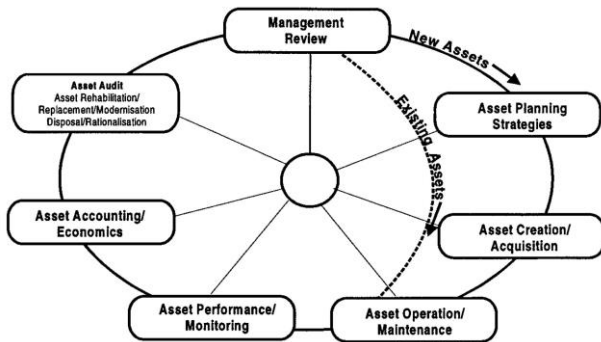 Management
Review
New Assets
Asset Audit
Asset Rehabilitation/
Replacement/Modernisation
Disposal/Rationalisation
Asset Planning
Strategies
Existing Assets
Asset Accounting/
Economics
Asset Creation/
Acquisition
Asset Performance/
Monitoring
Asset Operation/
Maintenance